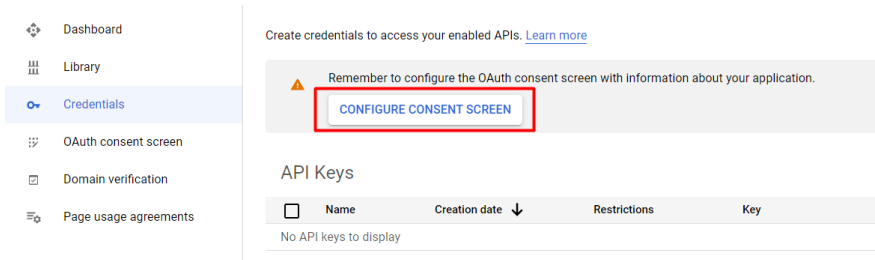 Dashboard
Library
Credentials
OAuth consent screen
Domain verification
Page usage agreements
Create credentials to access your enabled APIs. Learn more
Remember to configure the OAuth consent screen with information about your application.
CONFIGURE CONSENT SCREEN
API Keys
Name Creation date Restrictions Key
No API keys to display